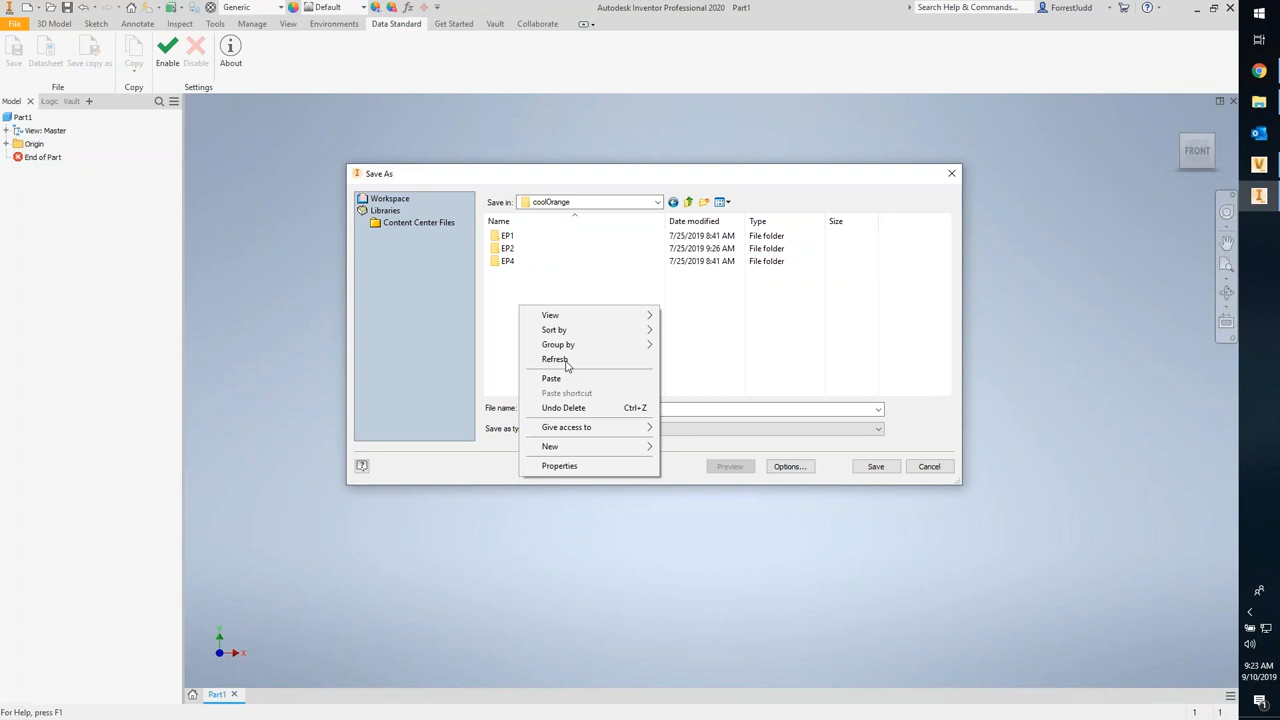 Generic
Default
Autodesk Inventor Professional 2020 Part1
Search Help & Commands...
ForrestJudd
File
3D Model
Sketch
Annotate
Inspect
Tools
Manage
View
Environments
Data Standard
Get Started
Vault
Collaborate
Save
Datasheet
Save copy as
Copy
Enable
Disable
About
File
Copy
Settings
Model
iLogic
Vault
Part1
View: Master
Origin
End of Part
FRONT
Save As
Workspace
Libraries
Content Center Files
Save in:
coolOrange
Name
Date modified
Type
Size
EP1
7/25/2019 8:41 AM
File folder
EP2
7/25/2019 9:26 AM
File folder
EP4
7/25/2019 8:41 AM
File folder
View
Sort by
Group by
Refresh
Paste
Paste shortcut
Undo Delete Ctrl+Z
Give access to
New
Properties
File name:
Save as ty
Preview
Options...
Save
Cancel
Y
X
Part1
For Help, press F1
1
1
9:23 AM
9/10/2019